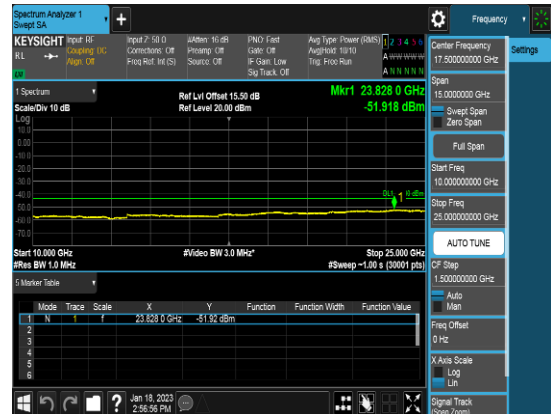 Spectrum Analyzer 1
Swept SA
Frequency
KEYSIGHT
Input: RF
Coupling: DC
Align: Off
Input Z: 50 Ω
Corrections: Off
Freq Ref: Int (S)
#Atten: 16 dB
Preamp: Off
Source: Off
PNO: Fast
Gate: Off
IF Gain: Low
Sig Track: Off
Avg Type: Power (RMS)
Avg|Hold: 10/10
Trig: Free Run
1 2 3 4 5 6
A W W W W W
A N N N N N
RL
1 Spectrum
Scale/Div 10 dB
Ref Lvl Offset 15.50 dB
Ref Level 20.00 dBm
Mkr1 23.828 0 GHz
-51.918 dBm
Log
10.0
0.00
-10.0
-20.0
-30.0
-40.0
-50.0
-60.0
-70.0
1
Start 10.000 GHz
#Res BW 1.0 MHz
#Video BW 3.0 MHz*
Stop 25.000 GHz
#Sweep ~1.00 s (30001 pts)
5 Marker Table
Mode Trace Scale X Y Function Function Width Function Value
1 N 1 f 23.828 0 GHz -51.92 dBm
2
3
4
5
6
Jan 18, 2023
2:56:56 PM
Center Frequency
17.500000000 GHz
Span
15.0000000 GHz
Swept Span
Zero Span
Full Span
Start Freq
10.000000000 GHz
Stop Freq
25.000000000 GHz
AUTO TUNE
CF Step
1.500000000 GHz
Auto
Man
Freq Offset
0 Hz
X Axis Scale
Log
Lin
Signal Track
(Span Zoom)
Settings